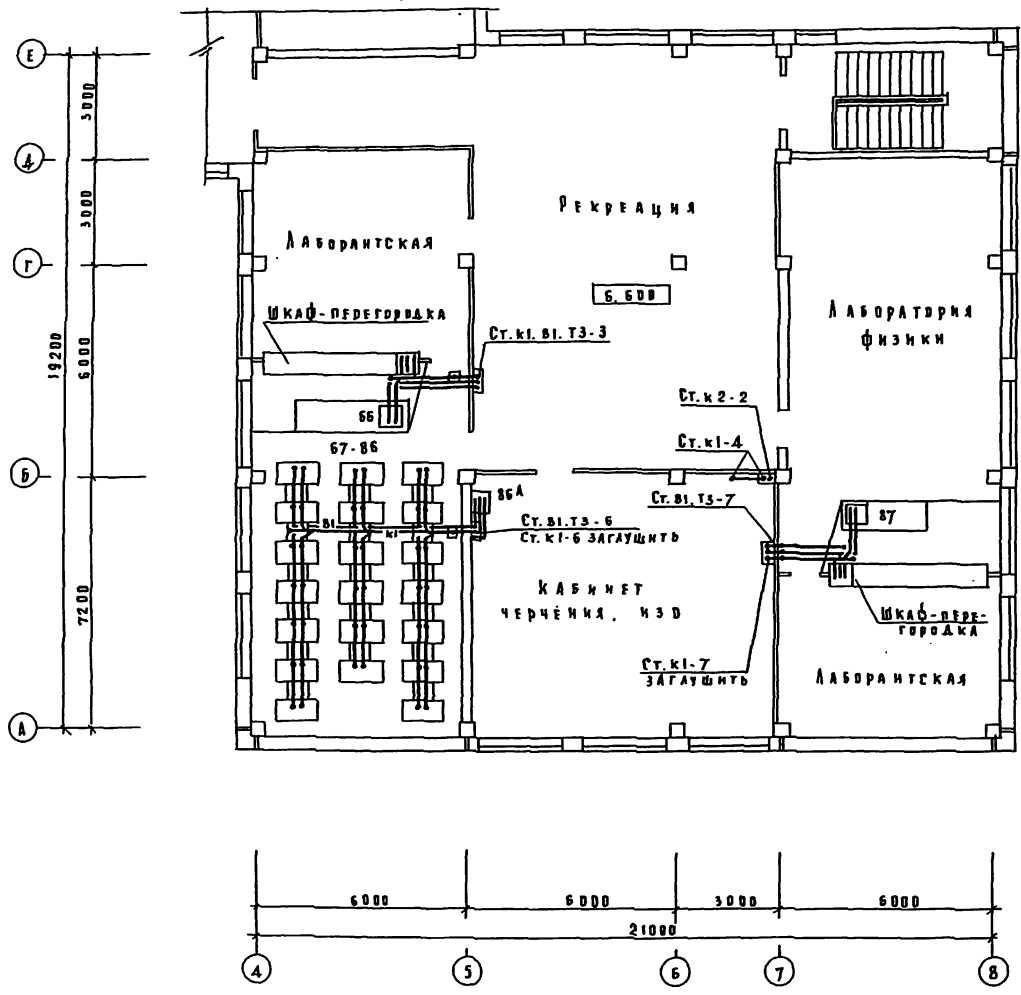 Е
3000
Д
3000
Рекреация
Лаборантская
Г
6.600
Шкаф-перегородка
Лаборатория
физики
Ст.к1.В1.Т3-3
19200
6000
Ст.к2-2
66
Ст.к1-4
67-86
Б
86А
Ст.В1.Т3-7
87
Ст.В1.Т3-6
В1
к1
Ст.к1-6 заглушить
Кабинет
черчения, ИЗО
7200
Шкаф-пере-
городка
Ст.к1-7
заглушить
Лаборантская
А
6000
6000
3000
6000
21000
4
5
6
7
8